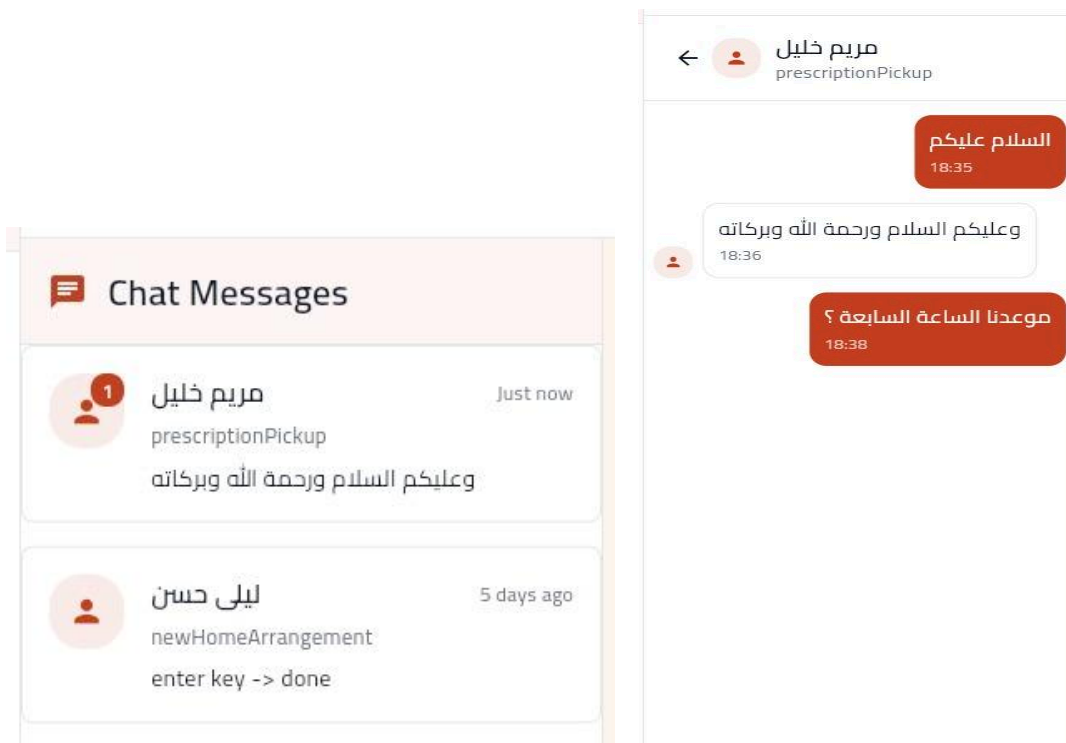 Chat Messages
1
مريم خليل
Just now
prescriptionPickup
وعليكم السلام ورحمة الله وبركاته
ليلى حسن
5 days ago
newHomeArrangement
enter key -> done
مريم خليل
prescriptionPickup
السلام عليكم
18:35
وعليكم السلام ورحمة الله وبركاته
18:36
موعدنا الساعة السابعة ؟
18:38